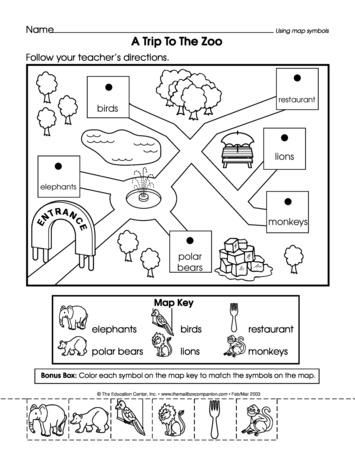 Name
Using map symbols
A Trip To The Zoo
Follow your teacher's directions.
birds
restaurant
lions
elephants
ENTRANCE
monkeys
polar
bears
Map Key
elephants birds restaurant
polar bears lions monkeys
Bonus Box: Color each symbol on the map key to match the symbols on the map.
© The Education Center, Inc. • www.themailboxcompanion.com • Feb/Mar 2003